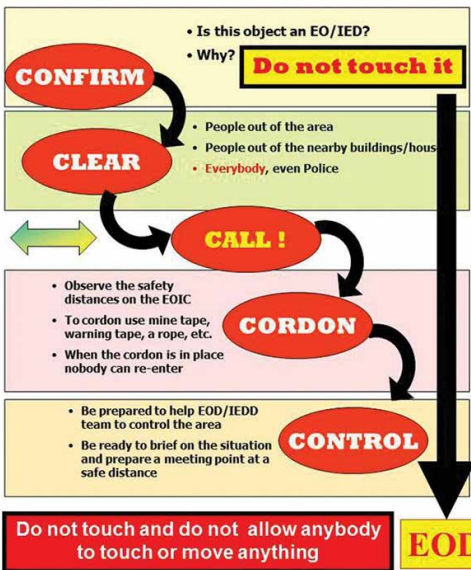 • Is this object an EO/IED?
• Why?
Do not touch it
CONFIRM
• People out of the area
• People out of the nearby buildings/hous
• Everybody, even Police
CLEAR
CALL !
• Observe the safety
distances on the EOIC
• To cordon use mine tape,
warning tape, a rope, etc.
• When the cordon is in place
nobody can re-enter
CORDON
• Be prepared to help EOD/IEDD
team to control the area
• Be ready to brief on the situation
and prepare a meeting point at a
safe distance
CONTROL
Do not touch and do not allow anybody
to touch or move anything
EOD